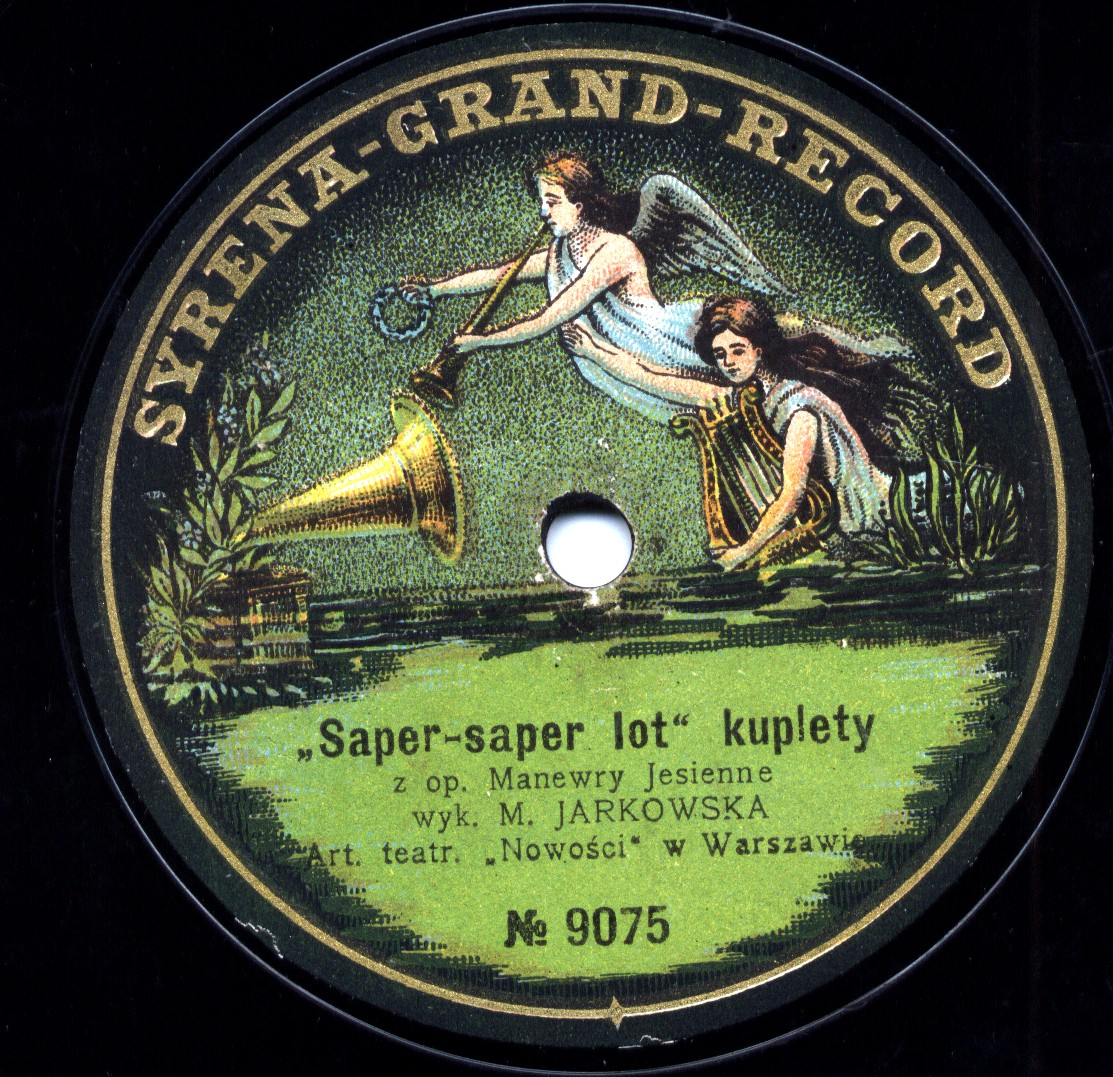 SYRENA-GRAND-RECORD
„Saper-saper lot“ kuplety
z op. Manewry Jesienne
wyk. M. JARKOWSKA
Art. teatr. „Nowości“ w Warszawie
№ 9075